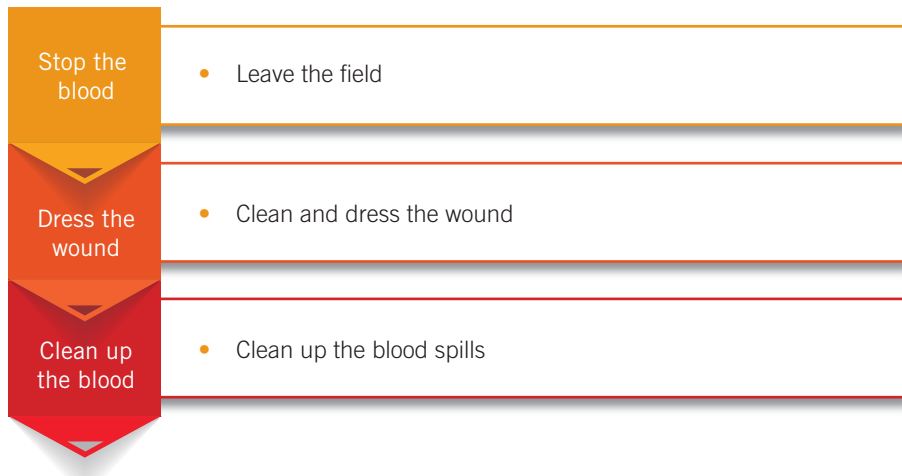 Stop the
blood
• Leave the field
Dress the
wound
• Clean and dress the wound
Clean up
the blood
• Clean up the blood spills